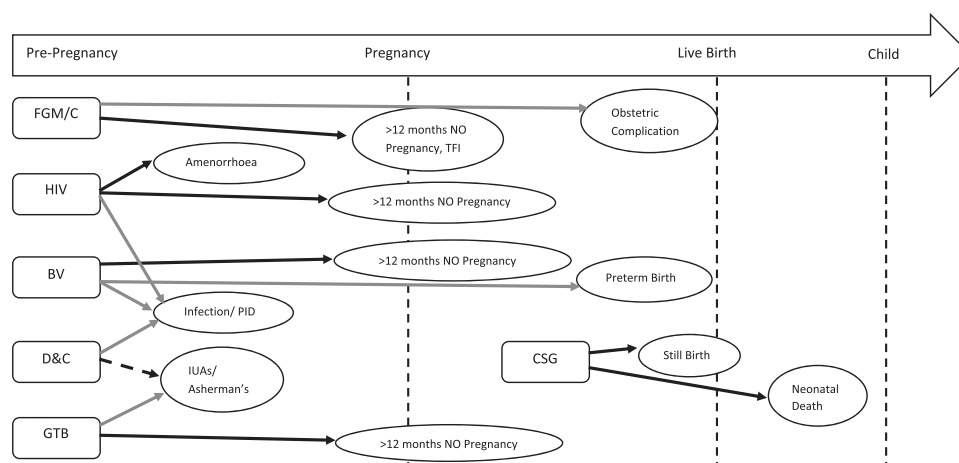 Pre-Pregnancy
Pregnancy
Live Birth
Child
FGM/C
Obstetric
Complication
>12 months NO
Pregnancy, TFI
Amenorrhoea
HIV
>12 months NO Pregnancy
BV
>12 months NO Pregnancy
Preterm Birth
Infection/ PID
D&C
IUAs/
Asherman's
CSG
Still Birth
Neonatal
Death
GTB
>12 months NO Pregnancy